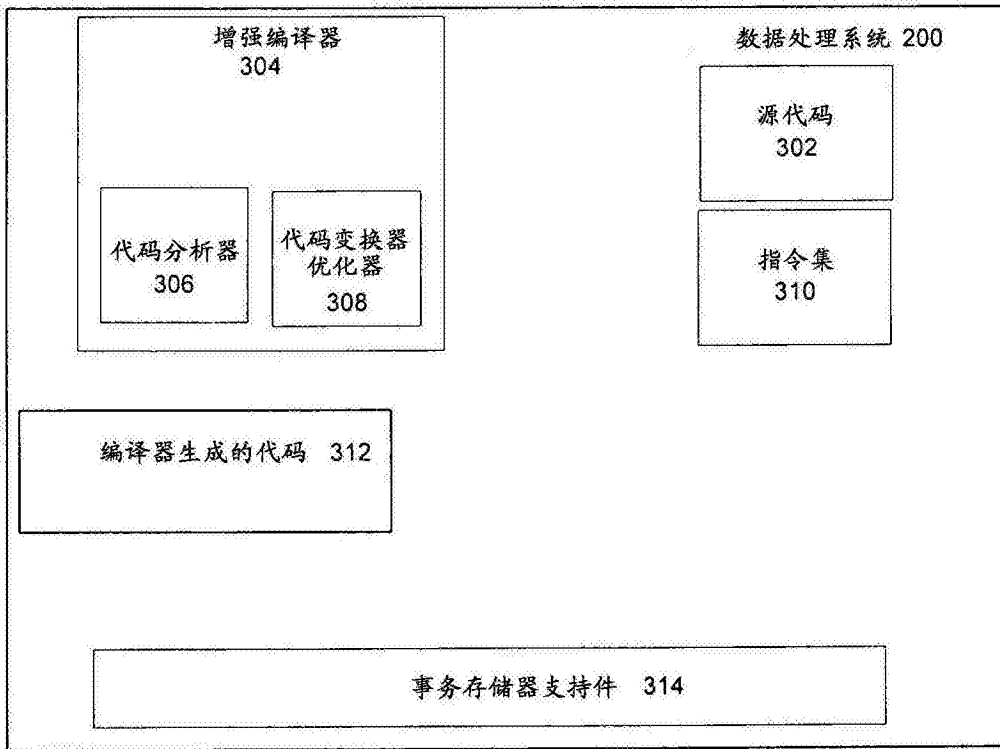 增强编译器
304
数据处理系统 200
源代码
302
代码分析器
306
代码变换器
优化器
308
指令集
310
编译器生成的代码 312
事务存储器支持件 314